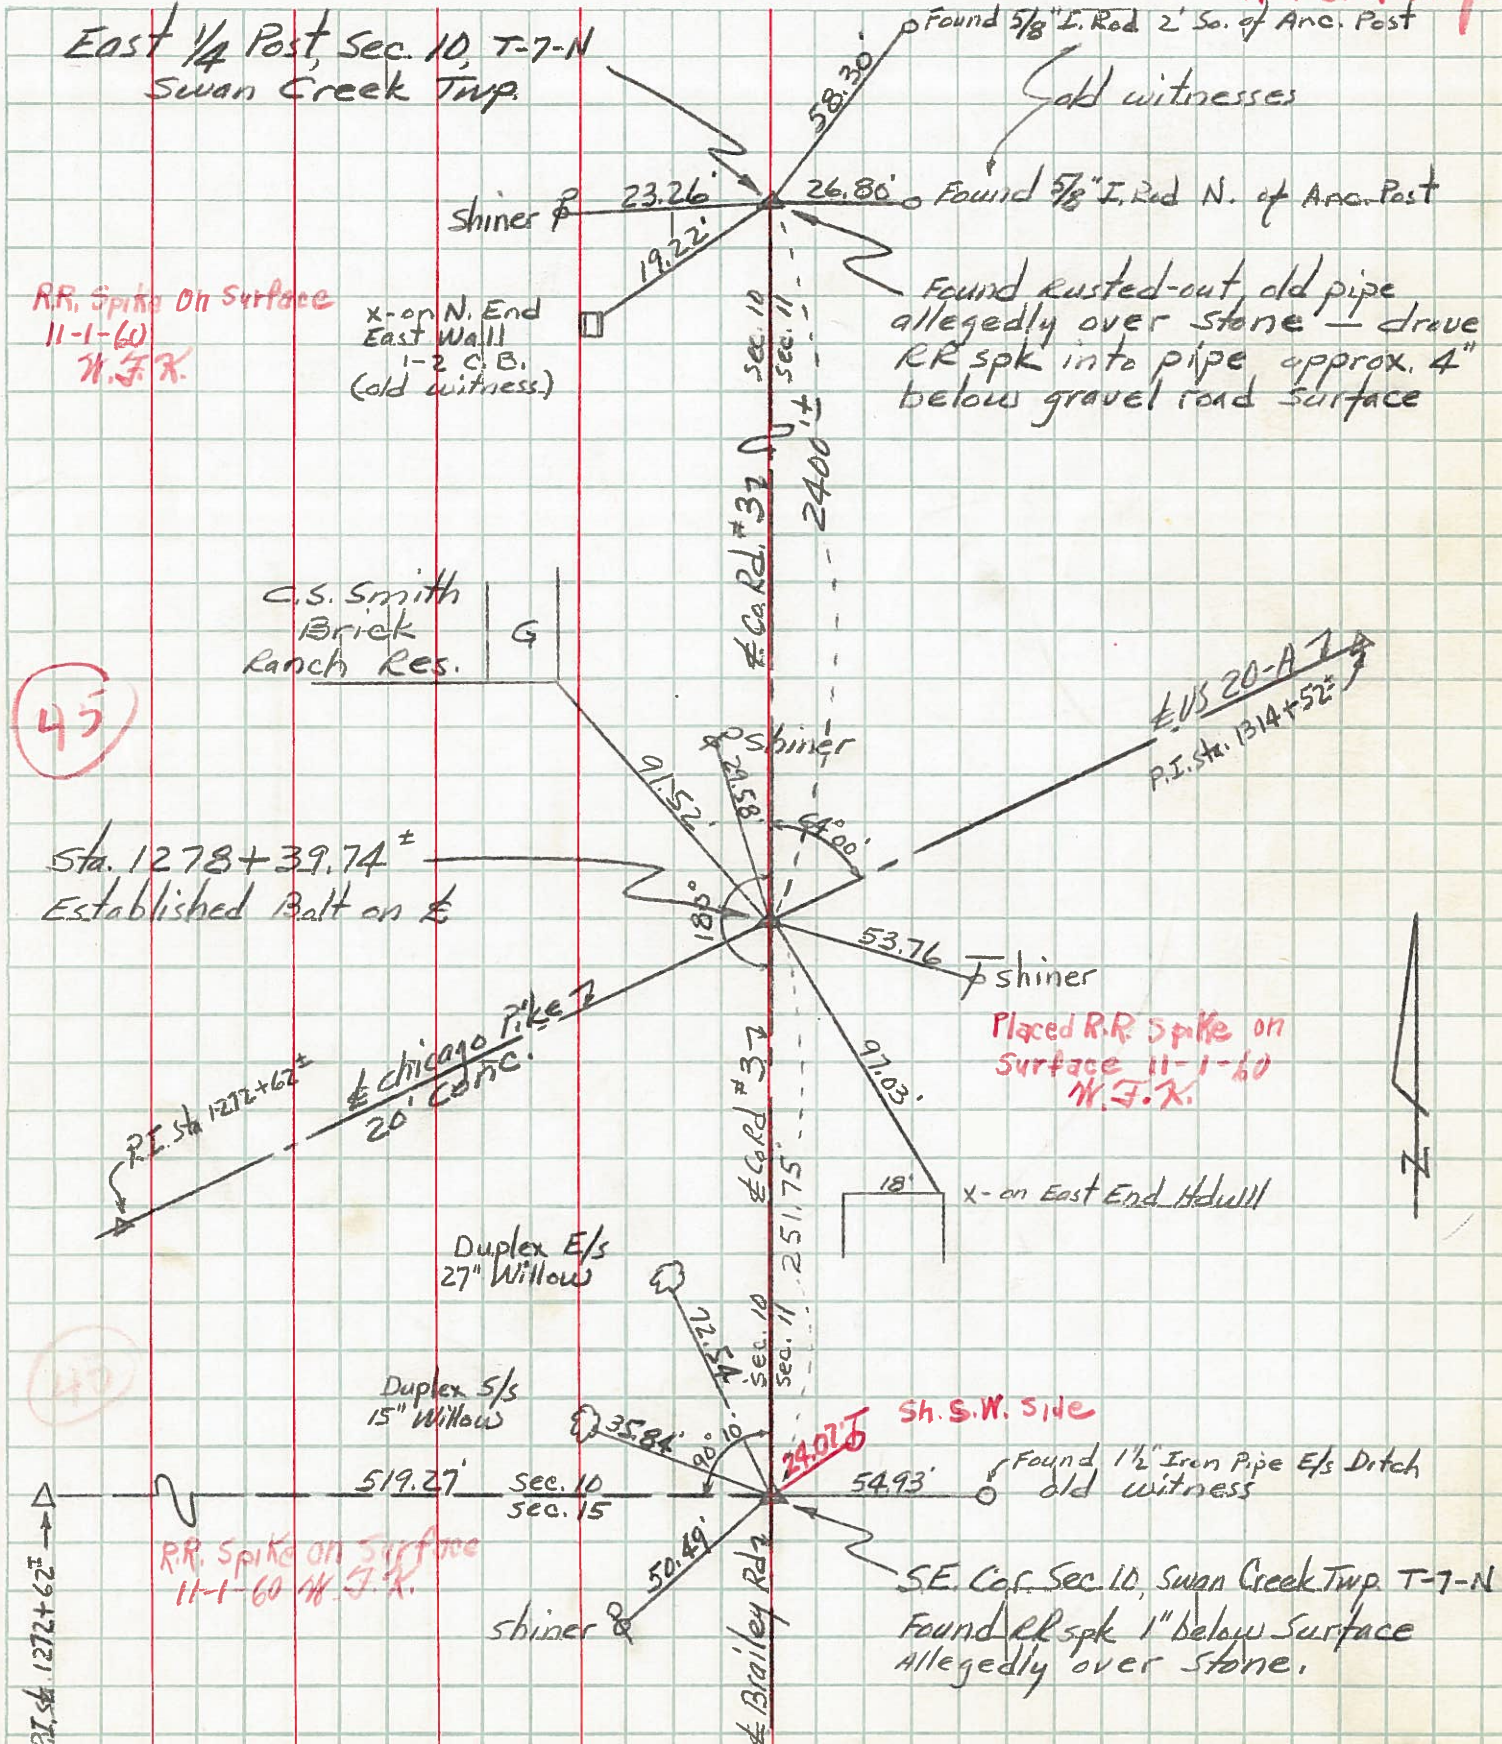 East 1/4 Post, Sec. 10, T-7-N
Swan Creek Twp.
Found 5/8" I. Rod 2' So. of Anc. Post
58.30'
old witnesses
shiner
23.26'
26.80'
Found 5/8" I. Rod N. of Anc. Post
19.22'
R.R. Spike on Surface
11-1-60
W.F.K.
x-on N. End
East Wall
1-2 C.B.
(old witness)
Sec. 10
Sec. 11
Found Rusted-out, old pipe
allegedly over stone — drove
RR spk into pipe approx. 4"
below gravel road surface
2400'±
℄ Co. Rd. #37
C.S. Smith
Brick
Ranch Res.
G
45
℄ US 20-A
P.I. sta. 1314+52±
shiner
91.52'
29.58'
64°00'
Sta. 1278+39.74±
Established Bolt on ℄
180°
53.76
shiner
Placed R.R. Spike on
Surface 11-1-60
W.F.K.
℄ Chicago Pike
20' Conc.
P.I. sta 1272+62±
℄ Co Rd #37
97.03'
251.75'
18'
x-on East End Hdwll
Z
Duplex E/s
27" Willow
72.54'
Sec. 10
Sec. 11
Duplex S/s
15" Willow
35.84'
90°10'
24.02'
Sh. S.W. Side
Found 1½" Iron Pipe E/s Ditch
old witness
519.27'
Sec. 10
Sec. 15
54.93'
R.R. Spike on Surface
11-1-60 W.F.K.
50.49'
shiner
S.E. Cor. Sec 10, Swan Creek Twp. T-7-N
Found RR spk 1" below Surface
Allegedly over Stone.
℄ Brailey Rd
P.I. sta. 1272+62±